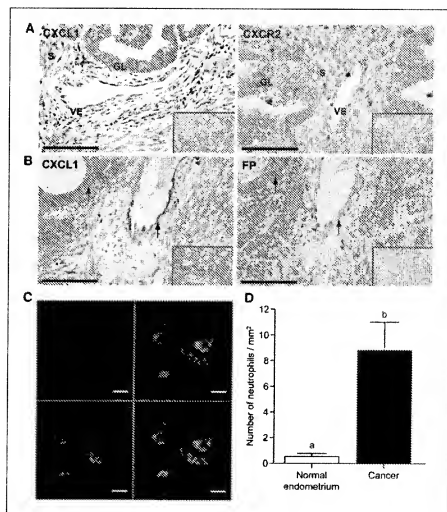 A CXCL1
S
GL
VE
CXCR2
GL
S
VE
B CXCL1
FP
C
D
Number of neutrophils / mm²
12
10
8
6
4
2
0
a
b
Normal
endometrium
Cancer